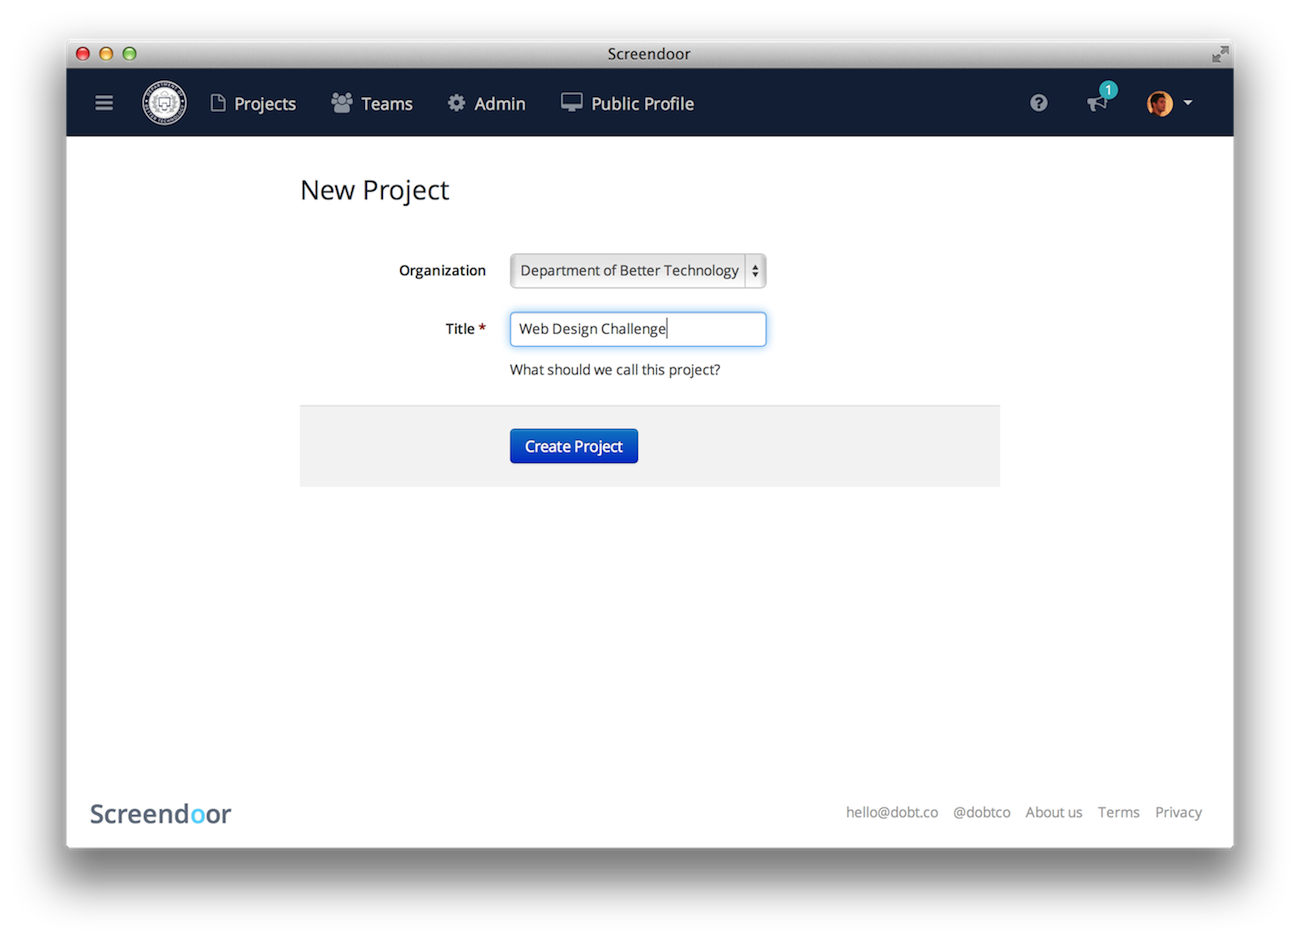 Screendoor
Projects Teams Admin Public Profile 1
New Project
Organization Department of Better Technology
Title * Web Design Challenge
What should we call this project?
Create Project
Screendoor hello@dobt.co @dobtco About us Terms Privacy